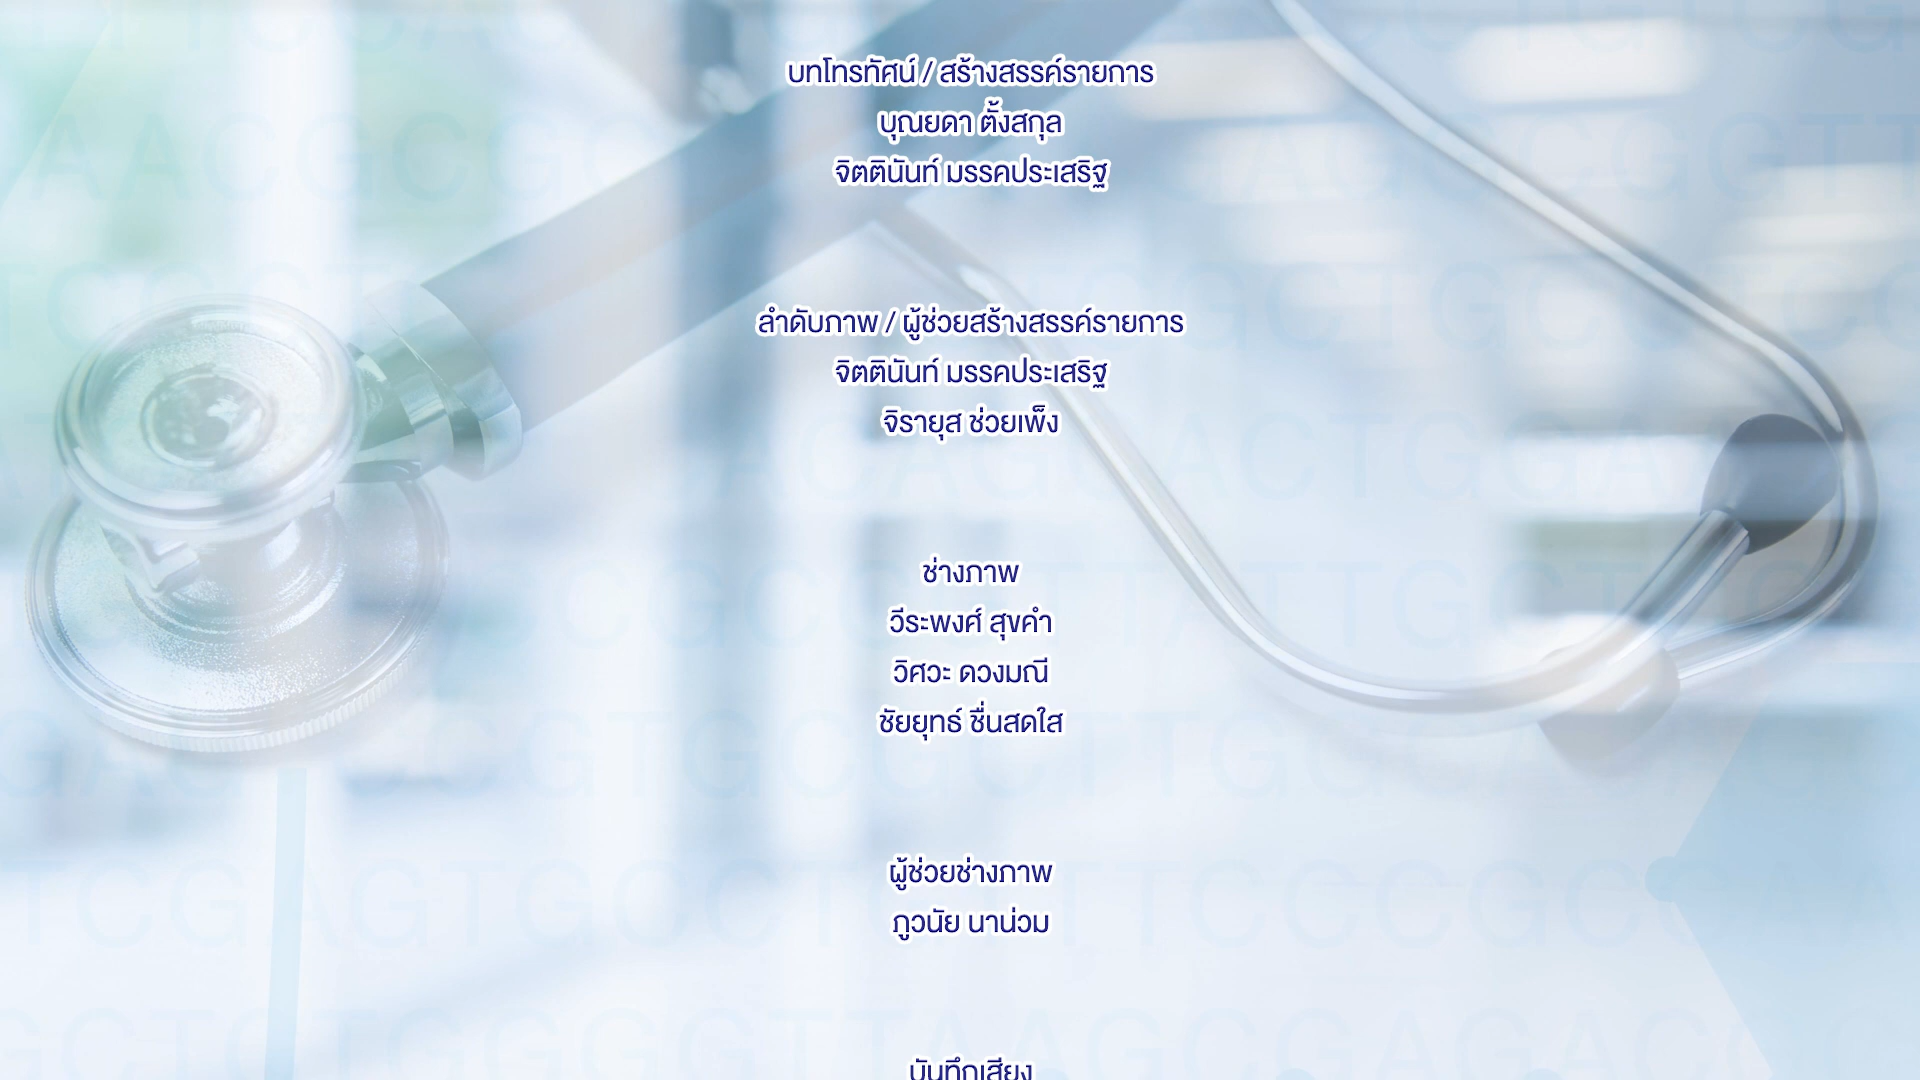 บทโทรทัศน์ / สร้างสรรค์รายการ
บุณยดา ตั้งสกุล
จิตตินันท์ มรรคประเสริฐ
ลำดับภาพ / ผู้ช่วยสร้างสรรค์รายการ
จิตตินันท์ มรรคประเสริฐ
จิรายุส ช่วยเพ็ง
ช่างภาพ
วีระพงศ์ สุขคำ
วิศวะ ดวงมณี
ชัยยุทธ์ ชื่นสดใส
ผู้ช่วยช่างภาพ
ภูวนัย นาน่วม
บันทึกเสียง